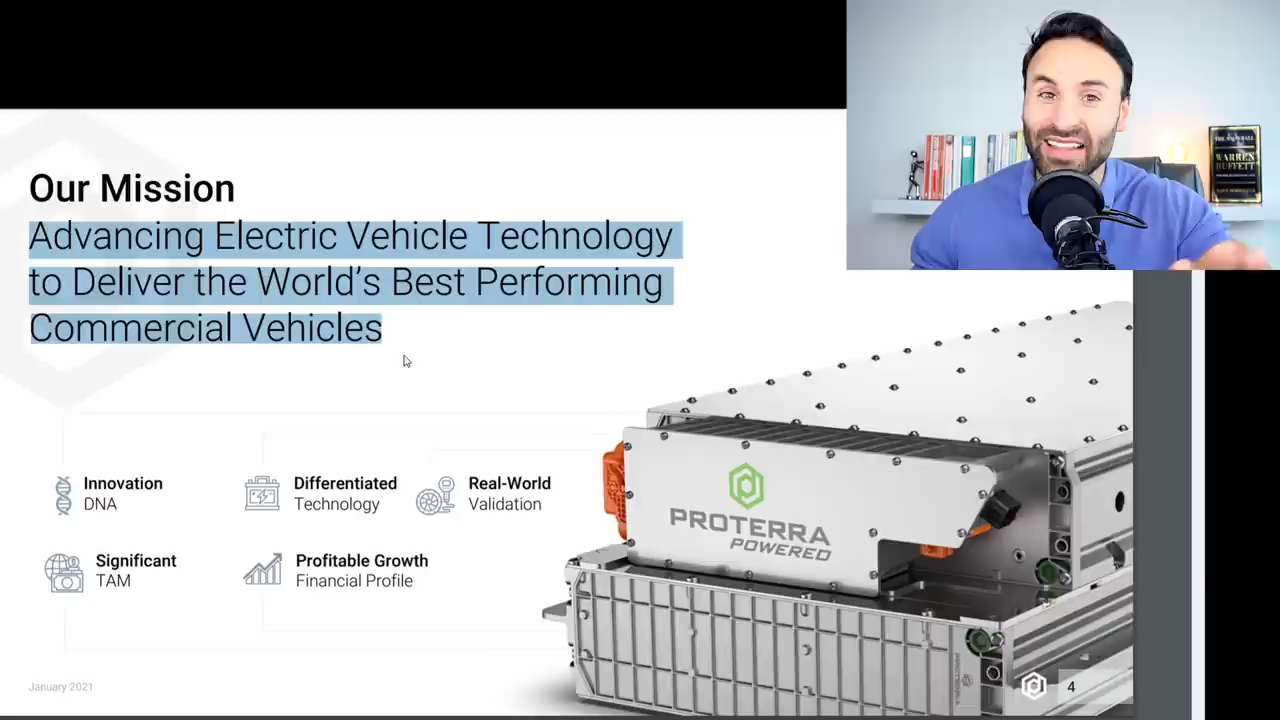 Our Mission
Advancing Electric Vehicle Technology
to Deliver the World's Best Performing
Commercial Vehicles
Innovation
DNA
Differentiated
Technology
Real-World
Validation
Significant
TAM
Profitable Growth
Financial Profile
PROTERRA
POWERED
January 2021
4
WARREN
BUFFETT